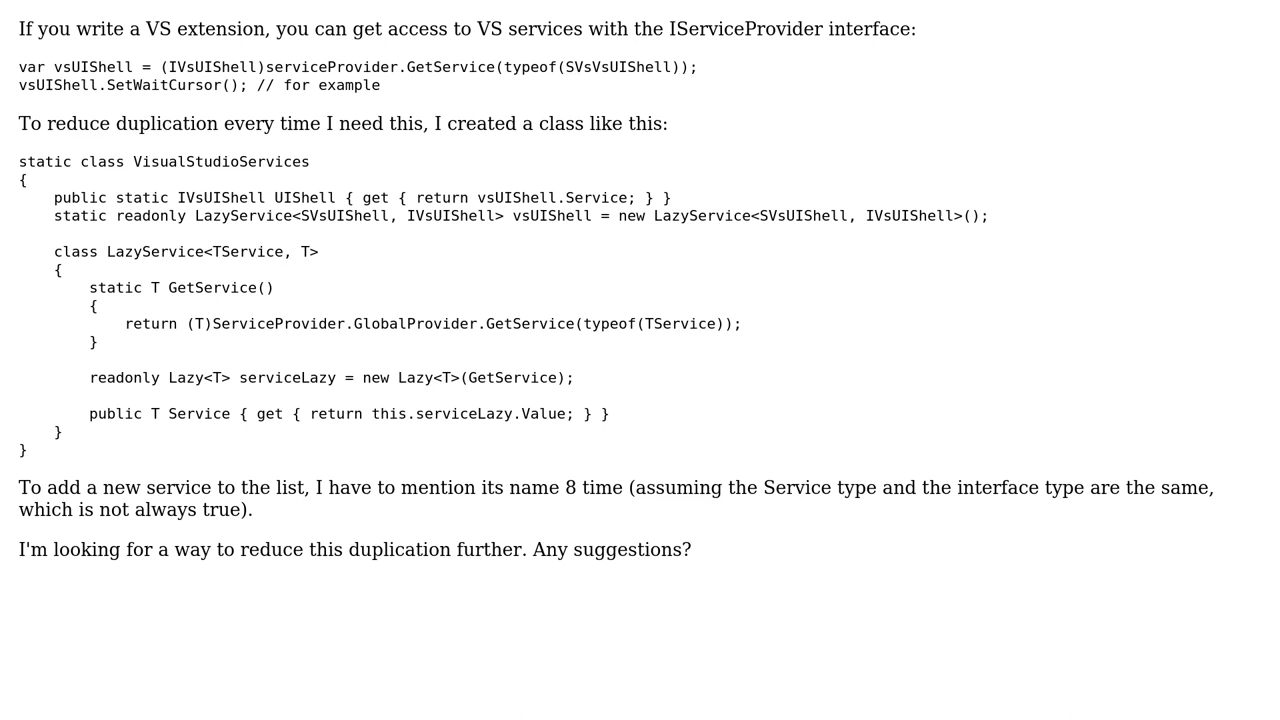 If you write a VS extension, you can get access to VS services with the IServiceProvider interface:
var vsUIShell = (IVsUIShell)serviceProvider.GetService(typeof(SVsVsUIShell));
vsUIShell.SetWaitCursor(); // for example
To reduce duplication every time I need this, I created a class like this:
static class VisualStudioServices
{
    public static IVsUIShell UIShell { get { return vsUIShell.Service; } }
    static readonly LazyService<SVsUIShell, IVsUIShell> vsUIShell = new LazyService<SVsUIShell, IVsUIShell>();
    class LazyService<TService, T>
    {
        static T GetService()
        {
            return (T)ServiceProvider.GlobalProvider.GetService(typeof(TService));
        }
        readonly Lazy<T> serviceLazy = new Lazy<T>(GetService);
        public T Service { get { return this.serviceLazy.Value; } }
    }
}
To add a new service to the list, I have to mention its name 8 time (assuming the Service type and the interface type are the same,
which is not always true).
I'm looking for a way to reduce this duplication further. Any suggestions?